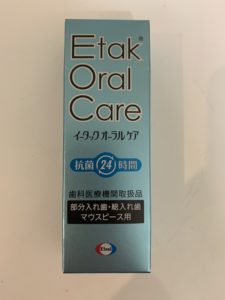 Etak®
Oral
Care
イータック オーラルケア
抗菌24時間
歯科医療機関取扱品
部分入れ歯・総入れ歯
マウスピース用
Eisai